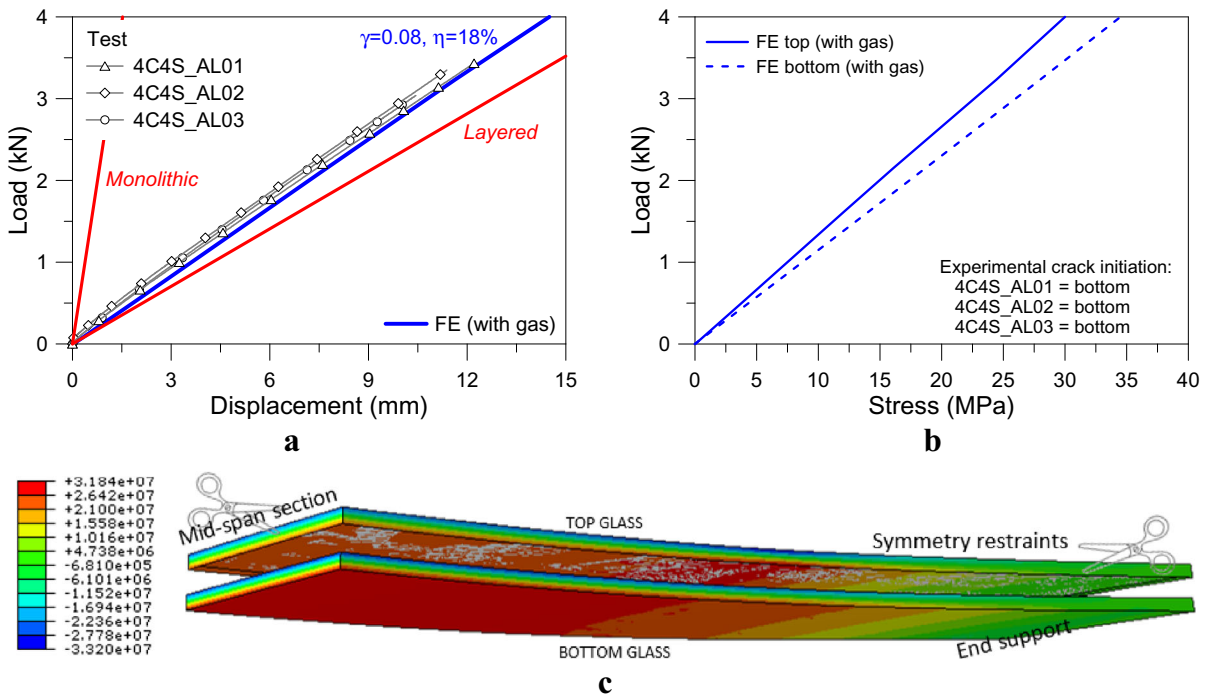 4
3
2
1
0
Load (kN)
Test
4C4S_AL01
4C4S_AL02
4C4S_AL03
γ=0.08, η=18%
Monolithic
Layered
FE (with gas)
0 3 6 9 12 15
Displacement (mm)
a
4
3
2
1
0
Load (kN)
FE top (with gas)
FE bottom (with gas)
Experimental crack initiation:
4C4S_AL01 = bottom
4C4S_AL02 = bottom
4C4S_AL03 = bottom
0 5 10 15 20 25 30 35 40
Stress (MPa)
b
+3.184e+07
+2.642e+07
+2.100e+07
+1.558e+07
+1.016e+07
+4.738e+06
-6.810e+05
-6.101e+06
-1.152e+07
-1.694e+07
-2.236e+07
-2.778e+07
-3.320e+07
Mid-span section
TOP GLASS
Symmetry restraints
BOTTOM GLASS
End support
c